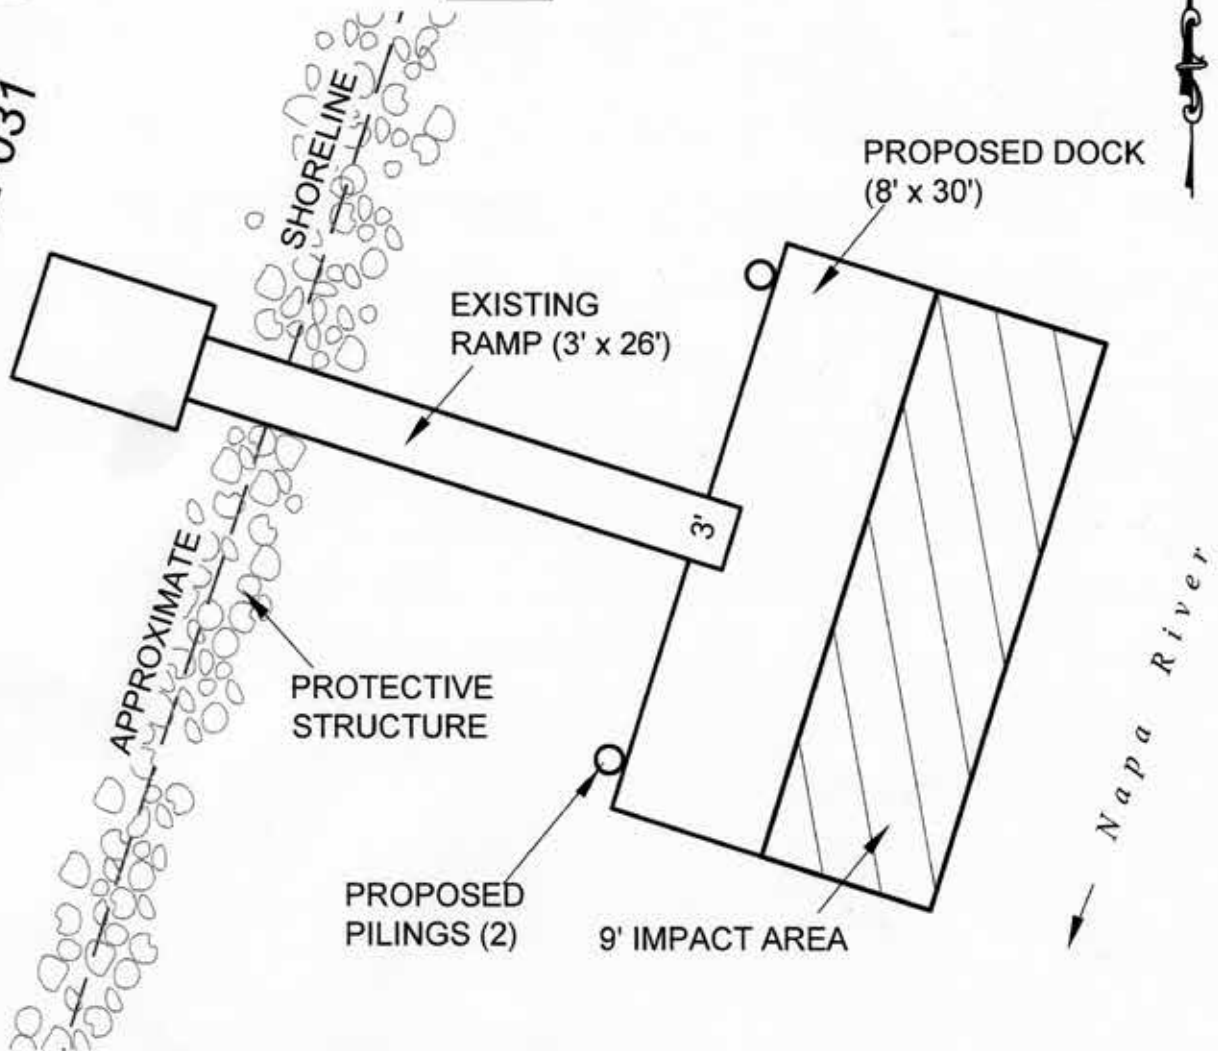 031
SHORELINE
PROPOSED DOCK
(8' x 30')
EXISTING
RAMP (3' x 26')
3'
APPROXIMATE
PROTECTIVE
STRUCTURE
Napa River
PROPOSED
PILINGS (2)
9' IMPACT AREA